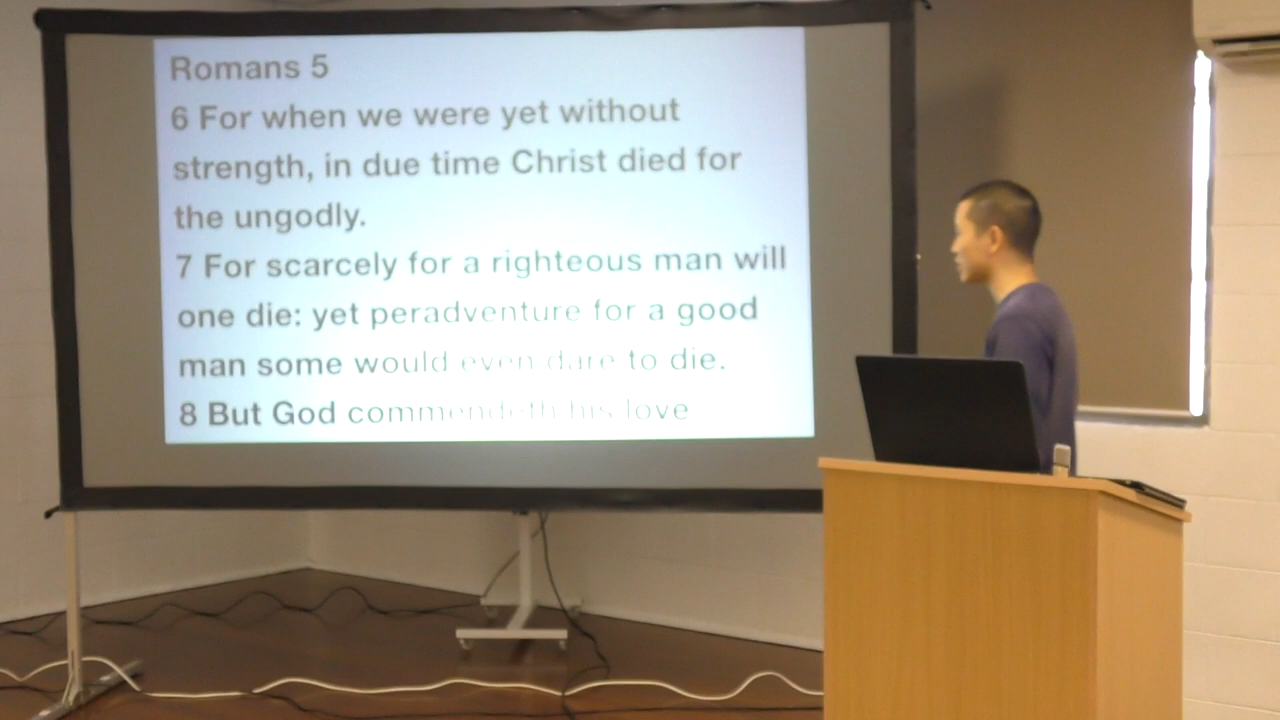 Romans 5
6 For when we were yet without
strength, in due time Christ died for
the ungodly.
7 For scarcely for a righteous man will
one die: yet peradventure for a good
man some would even dare to die.
8 But God commendeth his love